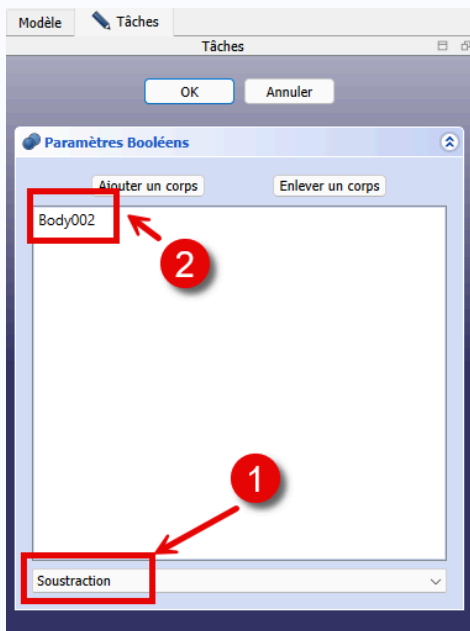 Modèle Tâches
Tâches
OK Annuler
Paramètres Booléens
Ajouter un corps Enlever un corps
Body002
2
1
Soustraction